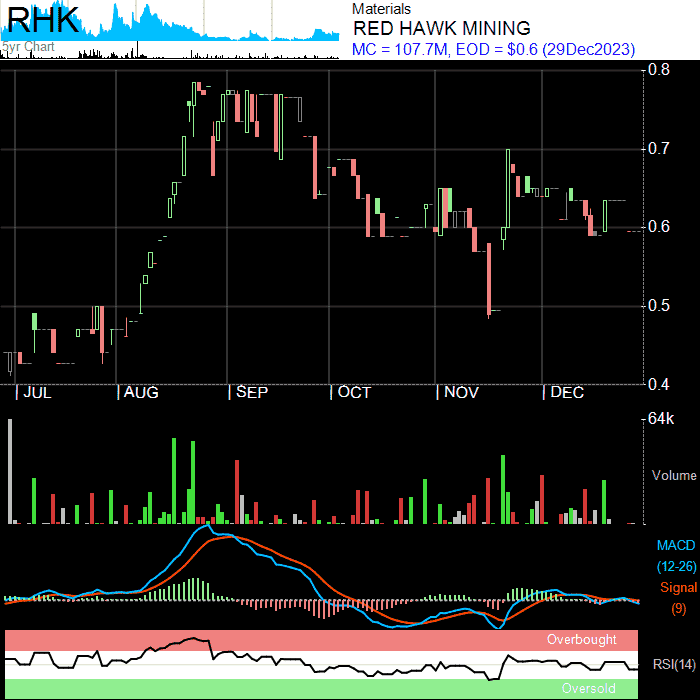 RHK
5yr Chart
Materials
RED HAWK MINING
MC = 107.7M, EOD = $0.6 (29Dec2023)
0.8
0.7
0.6
0.5
0.4
JUL AUG SEP OCT NOV DEC
64k
Volume
MACD
(12-26)
Signal
(9)
Overbought
RSI(14)
Oversold